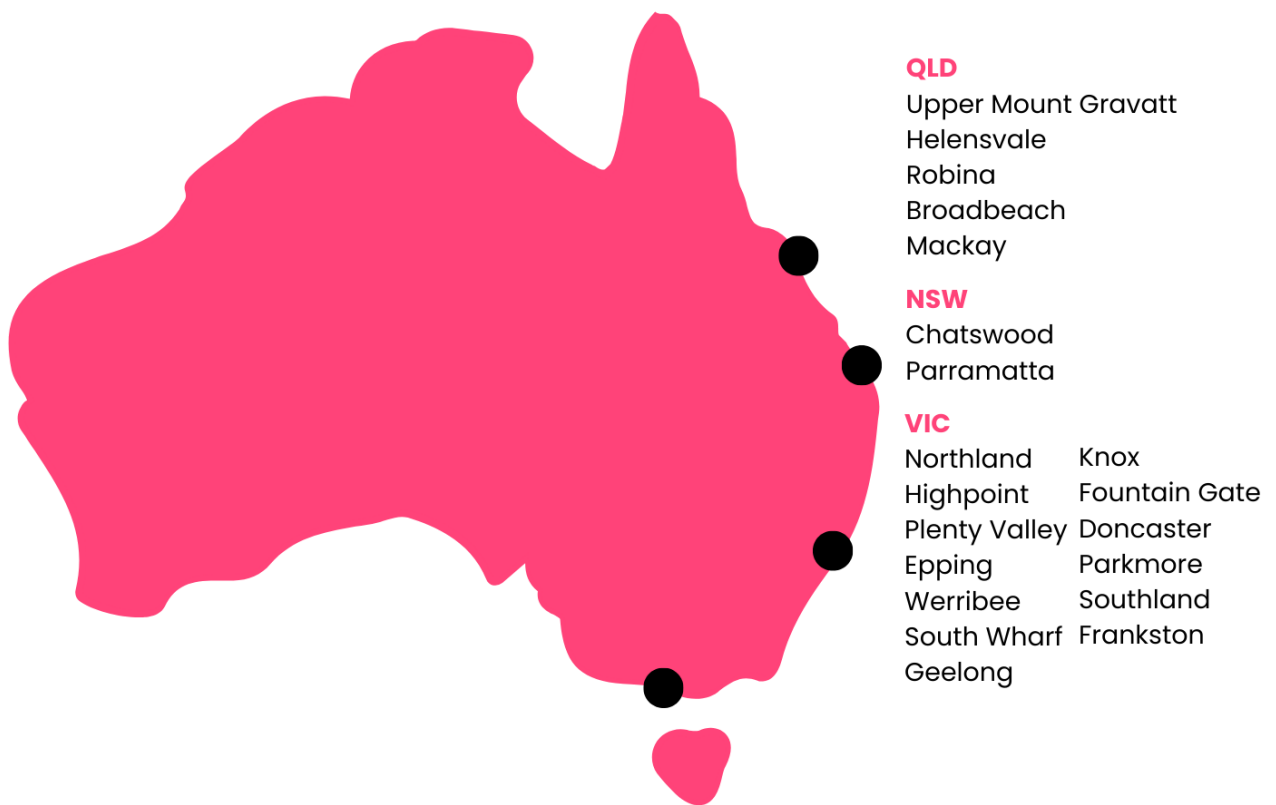 QLD
Upper Mount Gravatt
Helensvale
Robina
Broadbeach
Mackay
NSW
Chatswood
Parramatta
VIC
Northland
Highpoint
Plenty Valley
Epping
Werribee
South Wharf
Geelong
Knox
Fountain Gate
Doncaster
Parkmore
Southland
Frankston